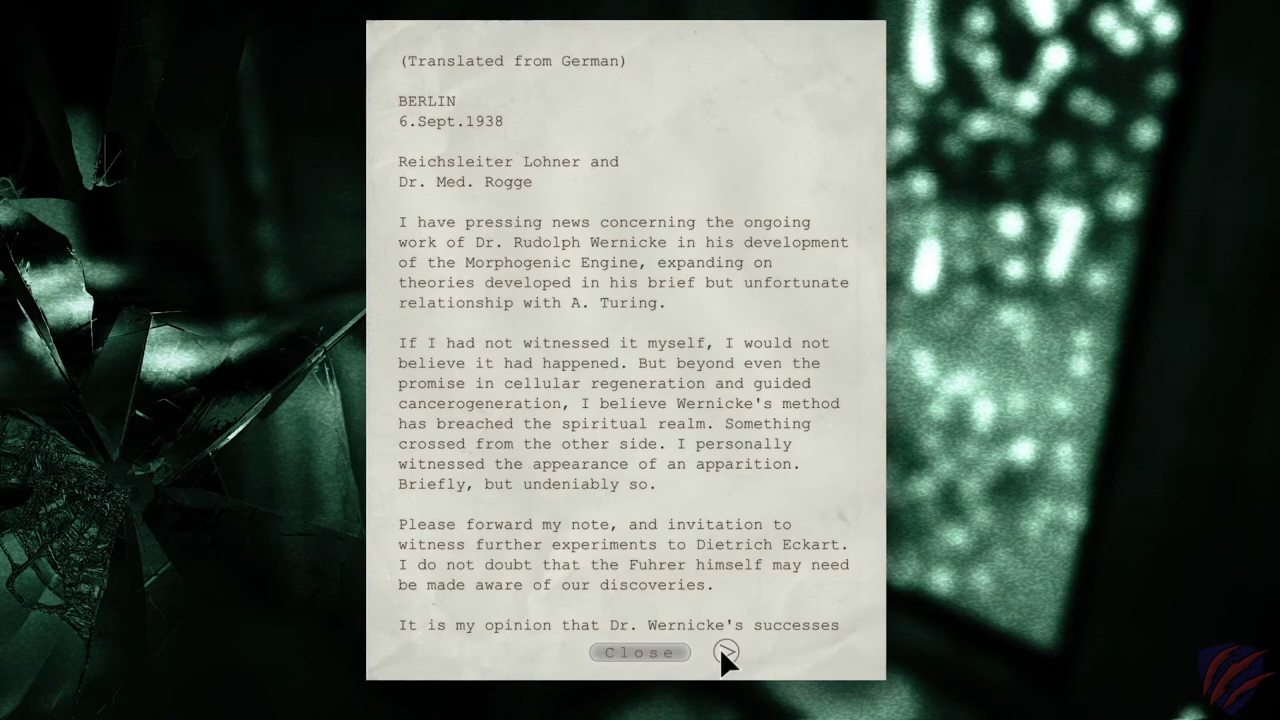 (Translated from German)
BERLIN
6.Sept.1938
Reichsleiter Lohner and
Dr. Med. Rogge
I have pressing news concerning the ongoing
work of Dr. Rudolph Wernicke in his development
of the Morphogenic Engine, expanding on
theories developed in his brief but unfortunate
relationship with A. Turing.
If I had not witnessed it myself, I would not
believe it had happened. But beyond even the
promise in cellular regeneration and guided
cancerogeneration, I believe Wernicke's method
has breached the spiritual realm. Something
crossed from the other side. I personally
witnessed the appearance of an apparition.
Briefly, but undeniably so.
Please forward my note, and invitation to
witness further experiments to Dietrich Eckart.
I do not doubt that the Fuhrer himself may need
be made aware of our discoveries.
It is my opinion that Dr. Wernicke's successes
Close